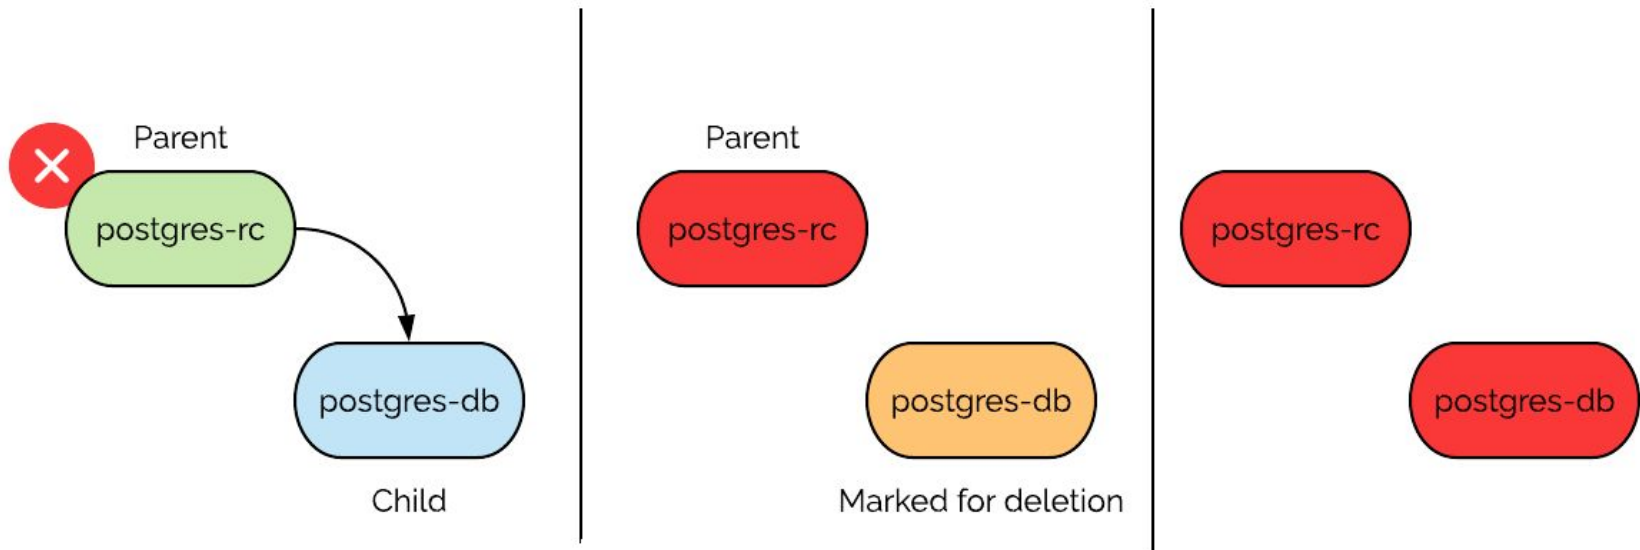 Parent
postgres-rc
postgres-db
Child
Parent
postgres-rc
postgres-db
Marked for deletion
postgres-rc
postgres-db